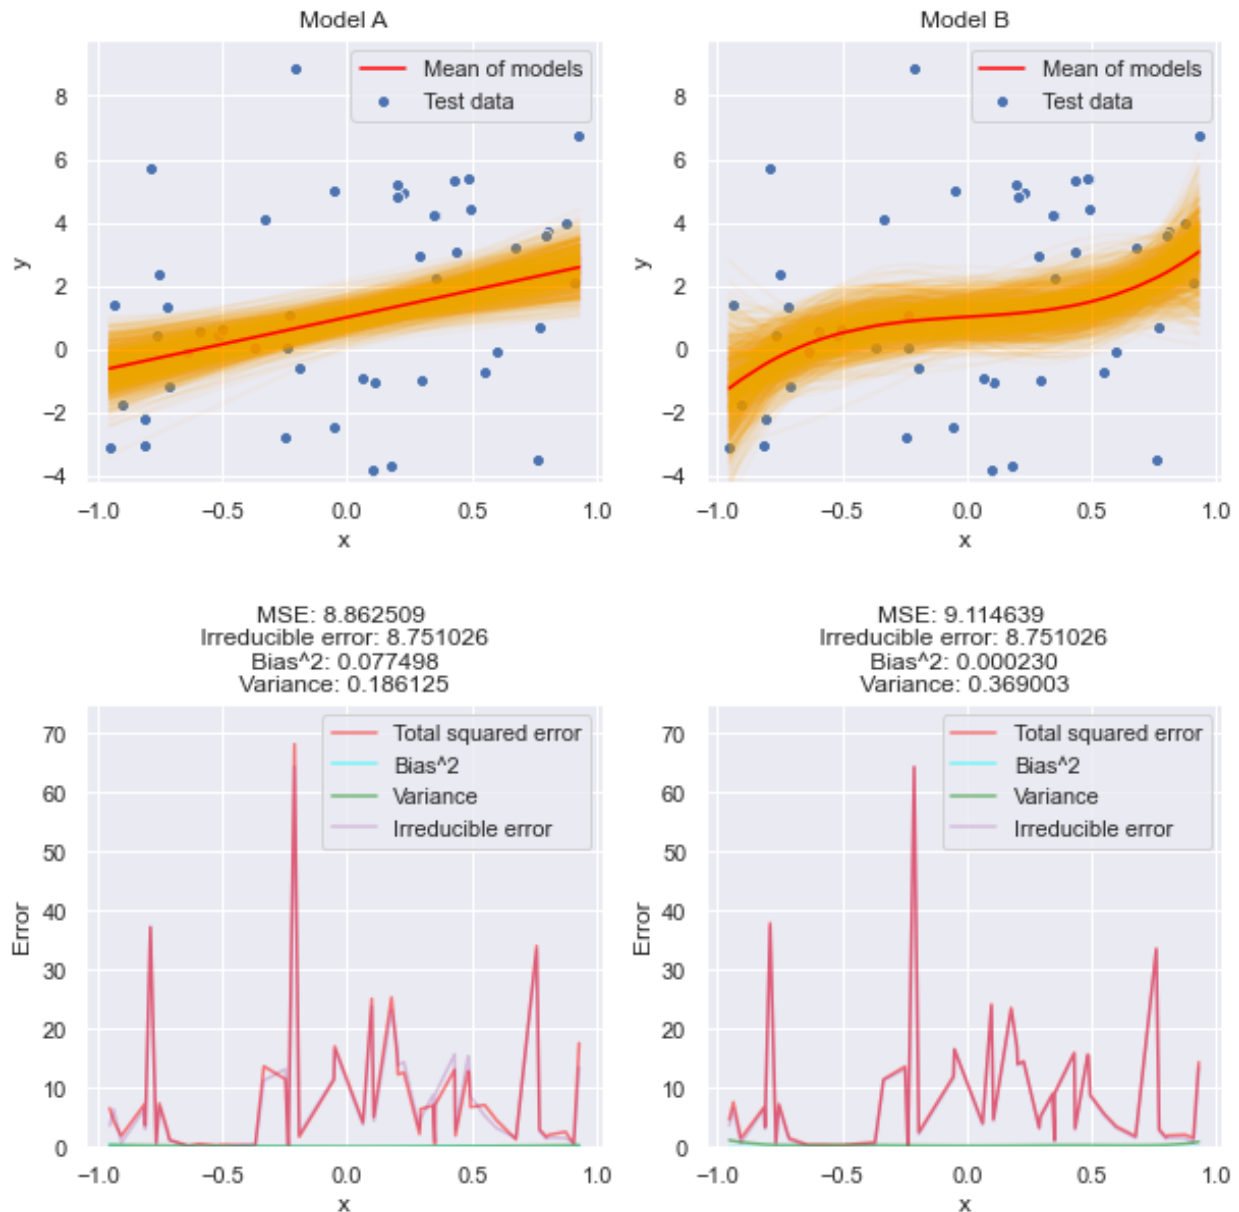 Model A
Mean of models
Test data
8
6
4
2
0
−2
−4
y
−1.0 −0.5 0.0 0.5 1.0
x
Model B
Mean of models
Test data
8
6
4
2
0
−2
−4
y
−1.0 −0.5 0.0 0.5 1.0
x
MSE: 8.862509
Irreducible error: 8.751026
Bias^2: 0.077498
Variance: 0.186125
Total squared error
Bias^2
Variance
Irreducible error
70
60
50
40
30
20
10
0
Error
−1.0 −0.5 0.0 0.5 1.0
x
MSE: 9.114639
Irreducible error: 8.751026
Bias^2: 0.000230
Variance: 0.369003
Total squared error
Bias^2
Variance
Irreducible error
70
60
50
40
30
20
10
0
Error
−1.0 −0.5 0.0 0.5 1.0
x